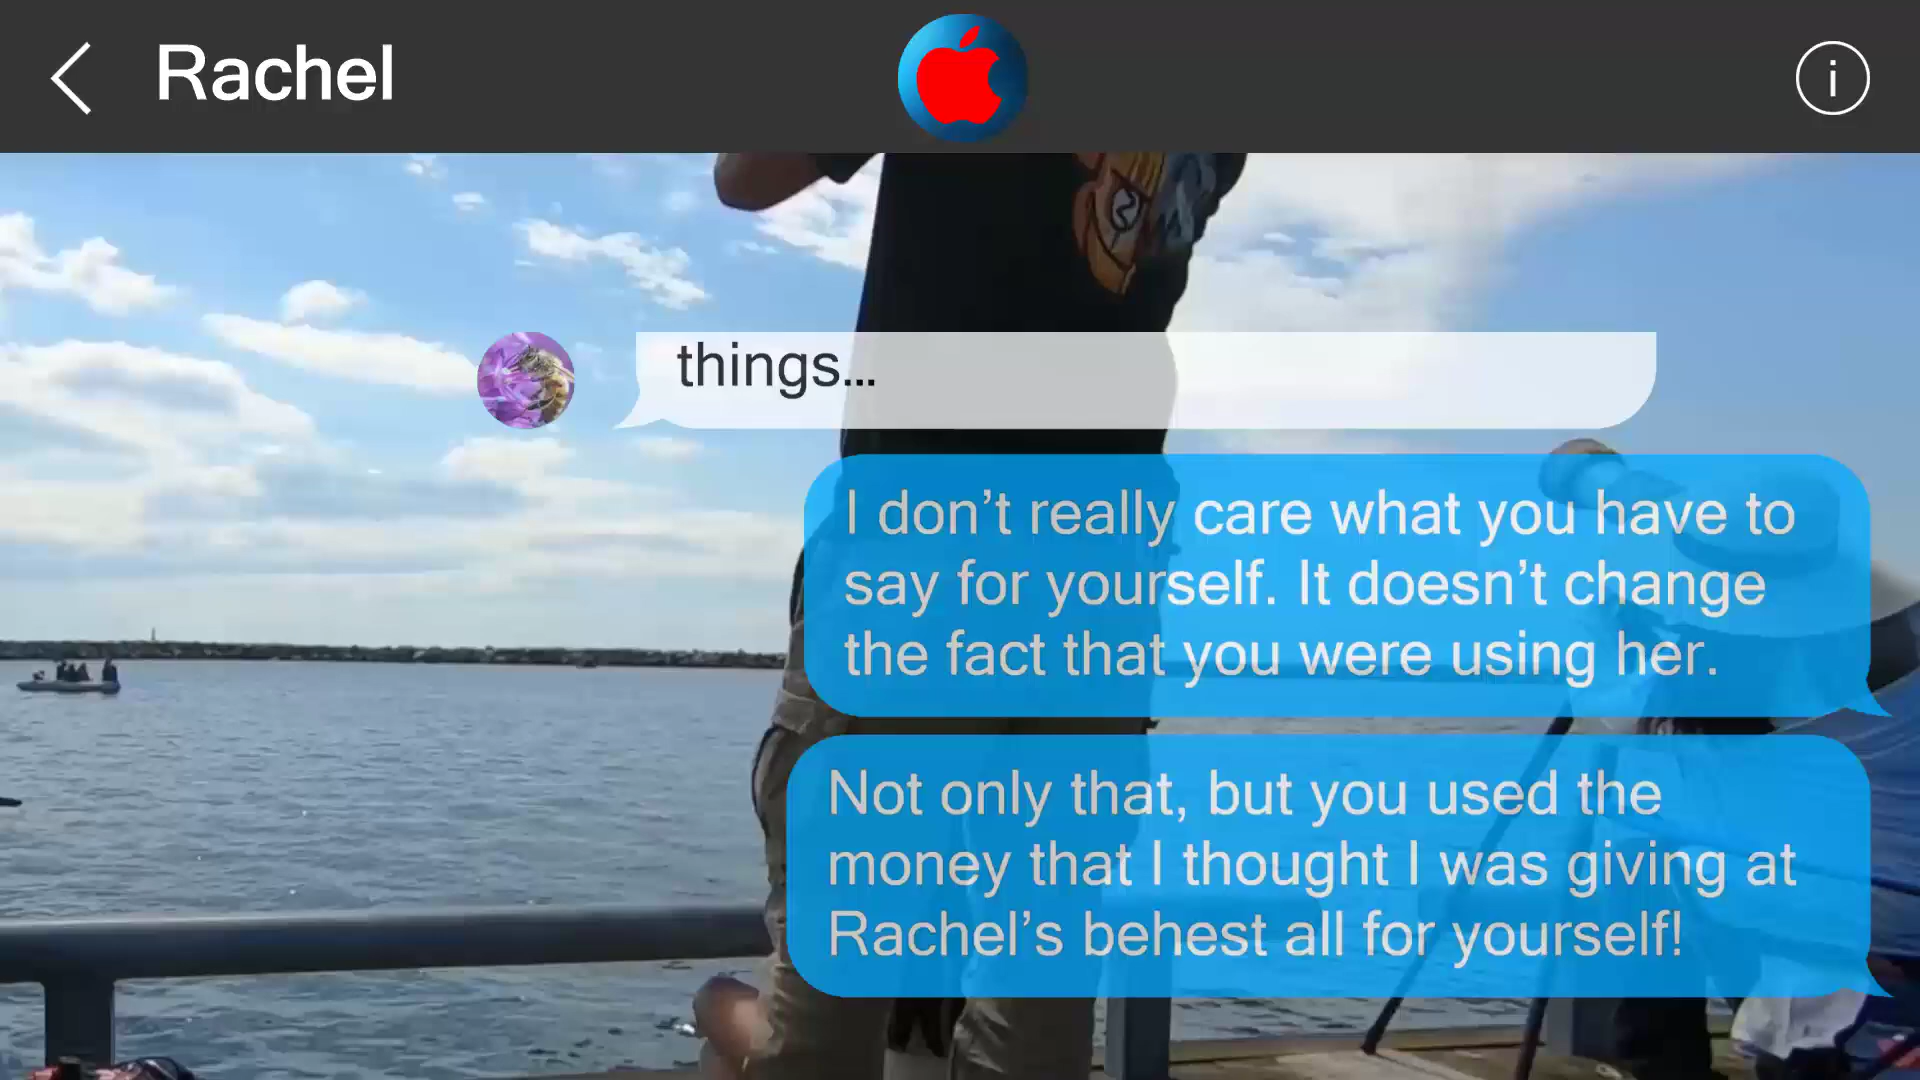 Rachel
i
things...
I don’t really care what you have to
say for yourself. It doesn’t change
the fact that you were using her.
Not only that, but you used the
money that I thought I was giving at
Rachel’s behest all for yourself!